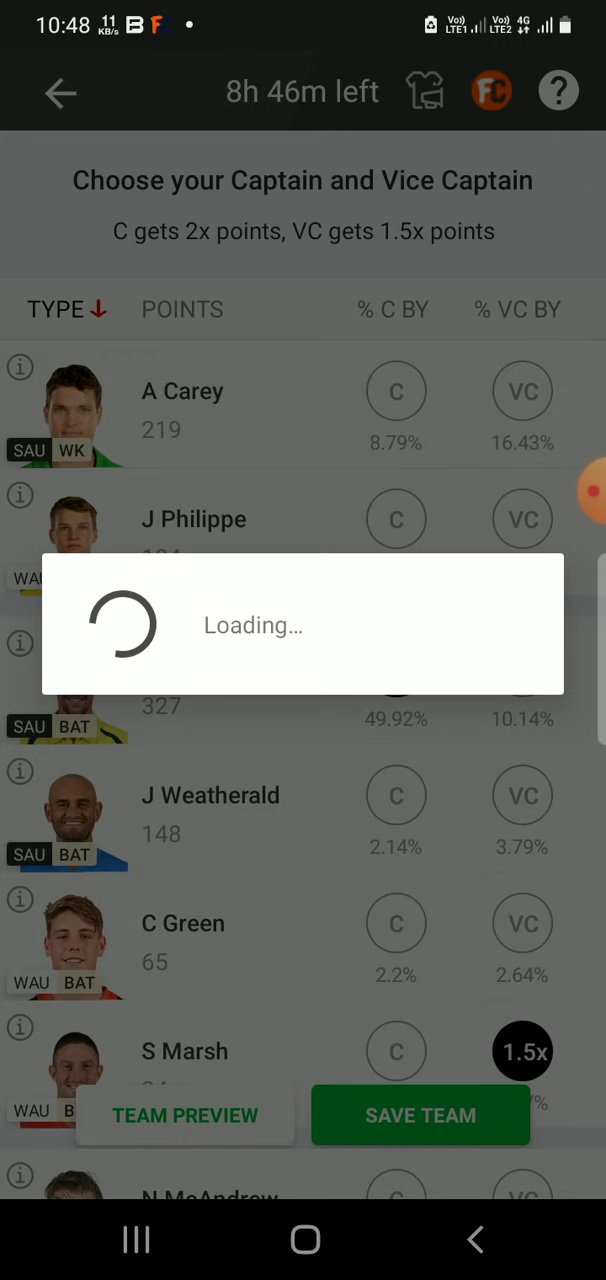 10:48 11 KB/s B F Vo)) LTE1 Vo)) LTE2 4G
8h 46m left FC ?
Choose your Captain and Vice Captain
C gets 2x points, VC gets 1.5x points
TYPE POINTS % C BY % VC BY
A Carey C VC
219 8.79% 16.43%
SAU WK
J Philippe C VC
WAU
Loading...
327 49.92% 10.14%
SAU BAT
J Weatherald C VC
148 2.14% 3.79%
SAU BAT
C Green C VC
65 2.2% 2.64%
WAU BAT
S Marsh C 1.5x
WAU B
TEAM PREVIEW SAVE TEAM %
N McAndrew C VC